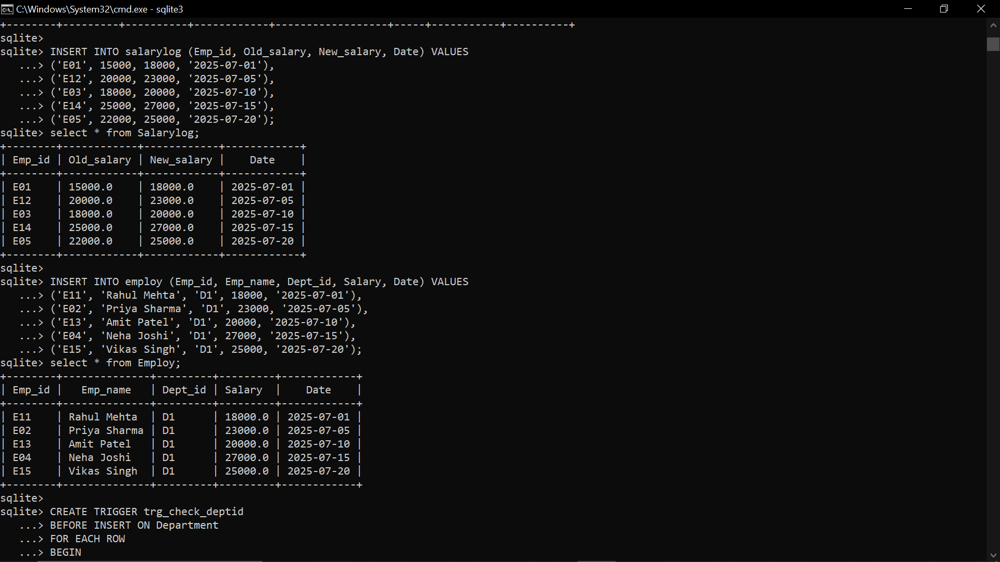 C:\Windows\System32\cmd.exe - sqlite3
+--------+---------+----------+------------+-------------------+-----+-----------+----------+
sqlite>
sqlite> INSERT INTO salarylog (Emp_id, Old_salary, New_salary, Date) VALUES
   ...> ('E01', 15000, 18000, '2025-07-01'),
   ...> ('E12', 20000, 23000, '2025-07-05'),
   ...> ('E03', 18000, 20000, '2025-07-10'),
   ...> ('E14', 25000, 27000, '2025-07-15'),
   ...> ('E05', 22000, 25000, '2025-07-20');
sqlite> select * from Salarylog;
+--------+------------+------------+------------+
| Emp_id | Old_salary | New_salary |    Date    |
+--------+------------+------------+------------+
| E01    | 15000.0    | 18000.0    | 2025-07-01 |
| E12    | 20000.0    | 23000.0    | 2025-07-05 |
| E03    | 18000.0    | 20000.0    | 2025-07-10 |
| E14    | 25000.0    | 27000.0    | 2025-07-15 |
| E05    | 22000.0    | 25000.0    | 2025-07-20 |
+--------+------------+------------+------------+
sqlite>
sqlite> INSERT INTO employ (Emp_id, Emp_name, Dept_id, Salary, Date) VALUES
   ...> ('E11', 'Rahul Mehta', 'D1', 18000, '2025-07-01'),
   ...> ('E02', 'Priya Sharma', 'D1', 23000, '2025-07-05'),
   ...> ('E13', 'Amit Patel', 'D1', 20000, '2025-07-10'),
   ...> ('E04', 'Neha Joshi', 'D1', 27000, '2025-07-15'),
   ...> ('E15', 'Vikas Singh', 'D1', 25000, '2025-07-20');
sqlite> select * from Employ;
+--------+--------------+---------+---------+------------+
| Emp_id |   Emp_name   | Dept_id | Salary  |    Date    |
+--------+--------------+---------+---------+------------+
| E11    | Rahul Mehta  | D1      | 18000.0 | 2025-07-01 |
| E02    | Priya Sharma | D1      | 23000.0 | 2025-07-05 |
| E13    | Amit Patel   | D1      | 20000.0 | 2025-07-10 |
| E04    | Neha Joshi   | D1      | 27000.0 | 2025-07-15 |
| E15    | Vikas Singh  | D1      | 25000.0 | 2025-07-20 |
+--------+--------------+---------+---------+------------+
sqlite>
sqlite> CREATE TRIGGER trg_check_deptid
   ...> BEFORE INSERT ON Department
   ...> FOR EACH ROW
   ...> BEGIN